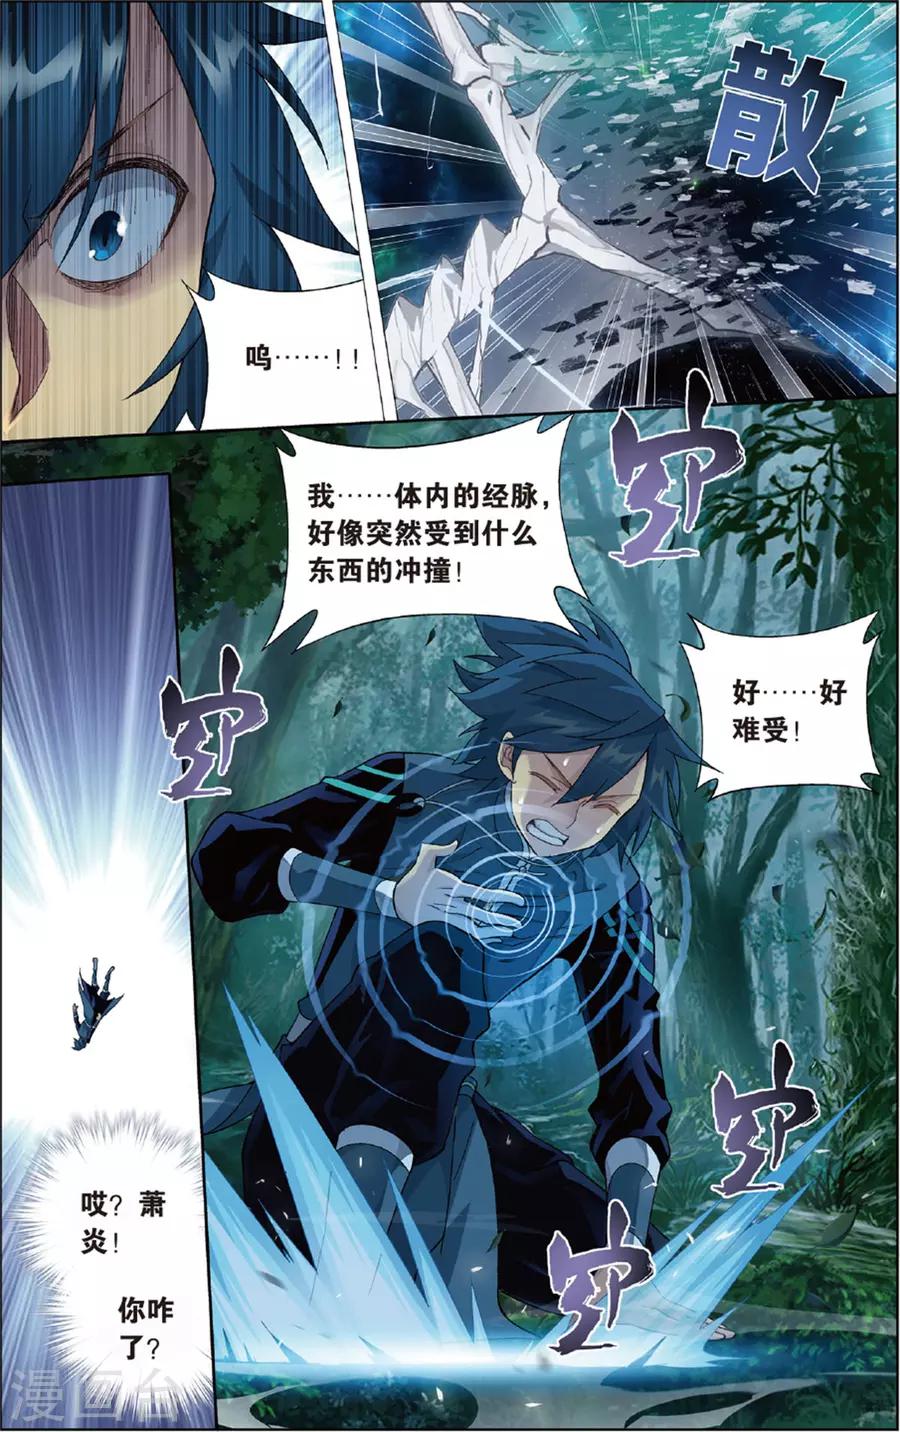 散
呜……!!
我……体内的经脉,
好像突然受到什么
东西的冲撞!
好……好
难受!
哎? 萧
炎!
你咋
了?
漫画台